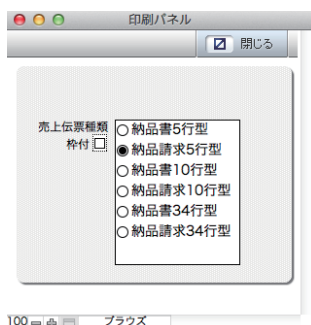 印刷パネル
閉じる
売上伝票種類
枠付
納品書5行型
納品請求5行型
納品書10行型
納品請求10行型
納品書34行型
納品請求34行型
100
ブラウズ